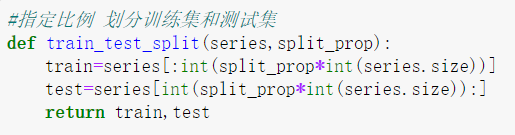 #指定比例 划分训练集和测试集
def train_test_split(series,split_prop):
    train=series[:int(split_prop*int(series.size))]
    test=series[int(split_prop*int(series.size)):]
    return train,test